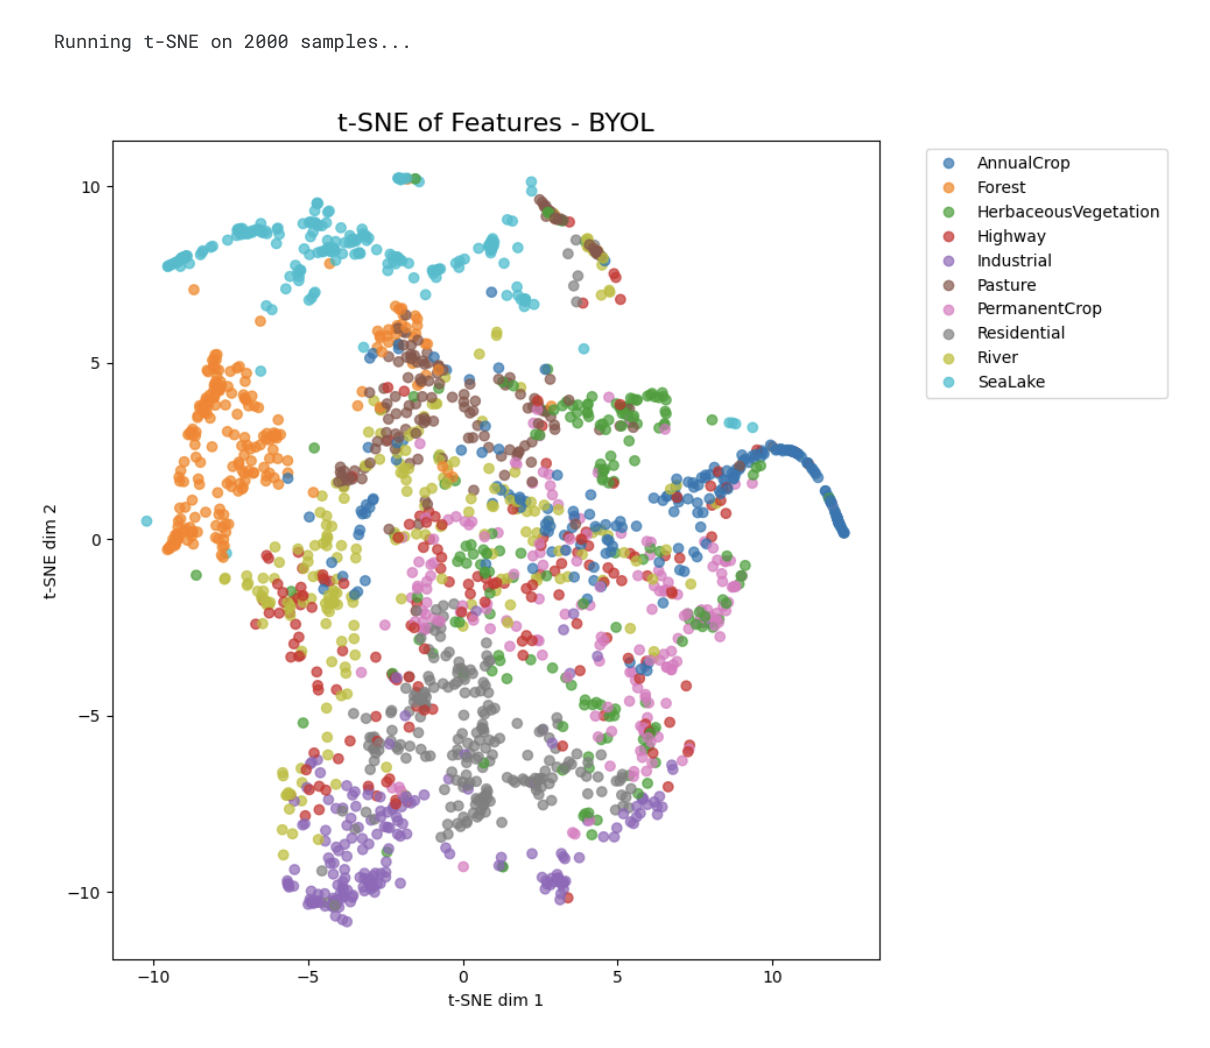 Running t-SNE on 2000 samples...
t-SNE of Features - BYOL
AnnualCrop
Forest
HerbaceousVegetation
Highway
Industrial
Pasture
PermanentCrop
Residential
River
SeaLake
10
5
0
−5
−10
t-SNE dim 2
−10 −5 0 5 10
t-SNE dim 1